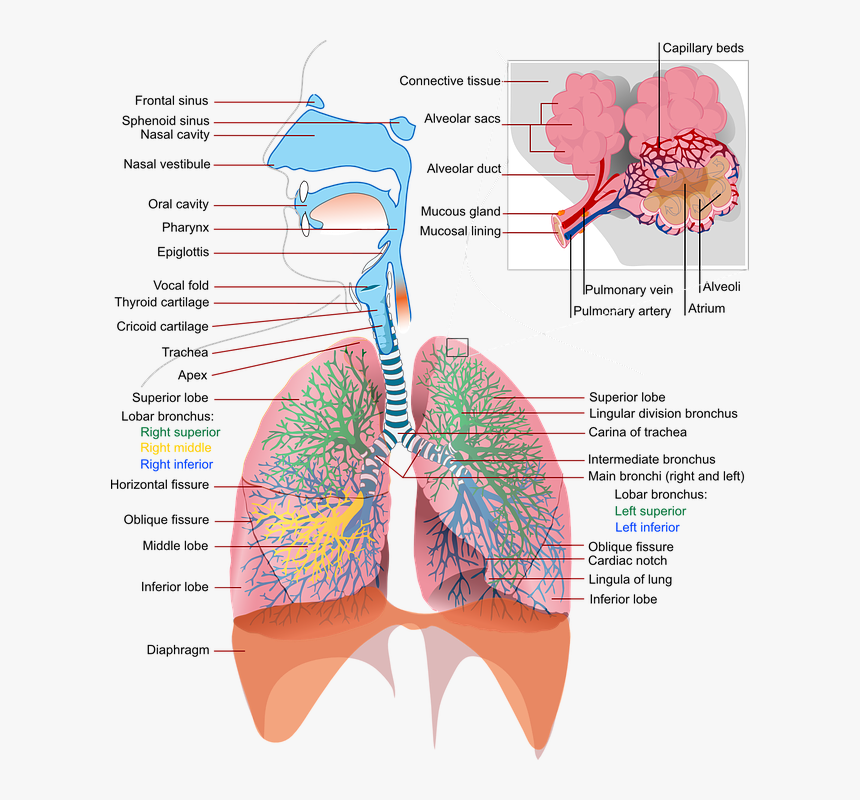 Capillary beds
Connective tissue
Alveolar sacs
Alveolar duct
Mucous gland
Mucosal lining
Pulmonary vein
Alveoli
Pulmonary artery
Atrium
Frontal sinus
Sphenoid sinus
Nasal cavity
Nasal vestibule
Oral cavity
Pharynx
Epiglottis
Vocal fold
Thyroid cartilage
Cricoid cartilage
Trachea
Apex
Superior lobe
Lobar bronchus:
Right superior
Right middle
Right inferior
Horizontal fissure
Oblique fissure
Middle lobe
Inferior lobe
Diaphragm
Superior lobe
Lingular division bronchus
Carina of trachea
Intermediate bronchus
Main bronchi (right and left)
Lobar bronchus:
Left superior
Left inferior
Oblique fissure
Cardiac notch
Lingula of lung
Inferior lobe